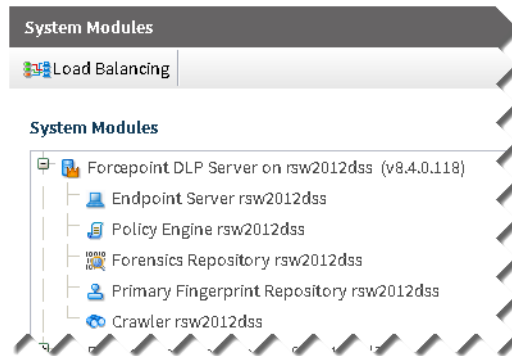 System Modules
Load Balancing
System Modules
Forcepoint DLP Server on rsw2012dss (v8.4.0.118)
Endpoint Server rsw2012dss
Policy Engine rsw2012dss
Forensics Repository rsw2012dss
Primary Fingerprint Repository rsw2012dss
Crawler rsw2012dss